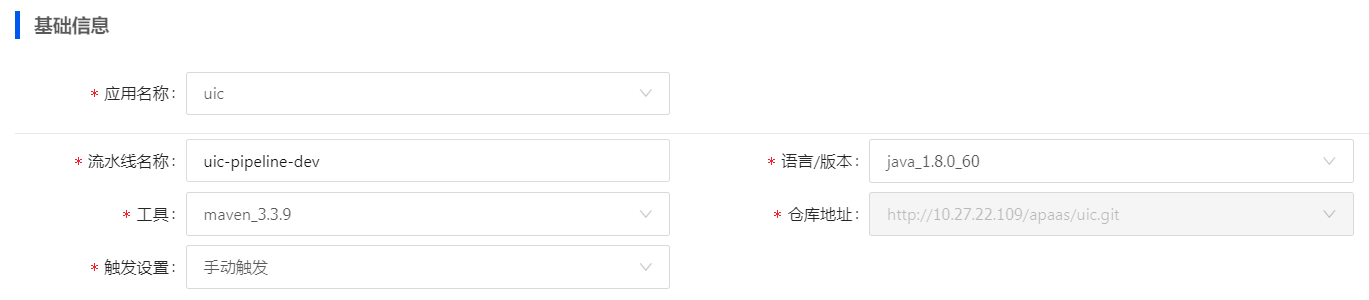 基础信息
* 应用名称： uic
* 流水线名称： uic-pipeline-dev * 语言/版本： java_1.8.0_60
* 工具： maven_3.3.9 * 仓库地址： http://10.27.22.109/apaas/uic.git
* 触发设置： 手动触发